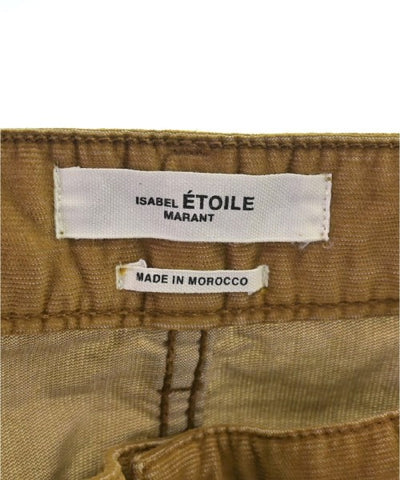 ISABEL ÉTOILE
MARANT
MADE IN MOROCCO